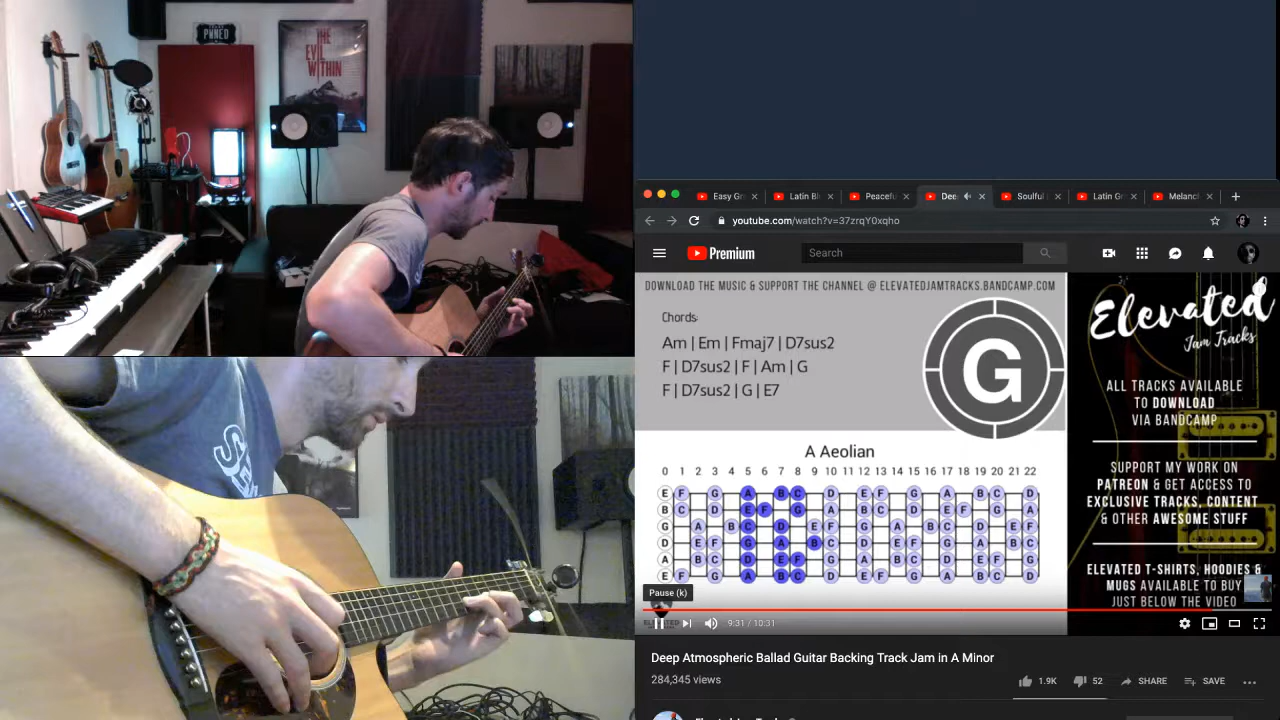 PWNED
THE
EVIL
WITHIN
Easy Gr
Latin Bl
Peacefu
Dee
Soulful
Latin Gr
Melanc
youtube.com/watch?v=37zrqY0xqho
Premium
Search
DOWNLOAD THE MUSIC & SUPPORT THE CHANNEL @ ELEVATEDJAMTRACKS.BANDCAMP.COM
Chords:
Am | Em | Fmaj7 | D7sus2
F | D7sus2 | F | Am | G
F | D7sus2 | G | E7
G
Elevated
Jam Tracks
ALL TRACKS AVAILABLE
TO DOWNLOAD
VIA BANDCAMP
SUPPORT MY WORK ON
PATREON & GET ACCESS TO
EXCLUSIVE TRACKS, CONTENT
& OTHER AWESOME STUFF
ELEVATED T-SHIRTS, HOODIES &
MUGS AVAILABLE TO BUY
JUST BELOW THE VIDEO
A Aeolian
0 1 2 3 4 5 6 7 8 9 10 11 12 13 14 15 16 17 18 19 20 21 22
E F G A B C D E F G A B C D
B C D E F G A B C D E F G A
G A B C D E F G A B C D E F
D E F G A B C D E F G A B C
A B C D E F G A B C D E F G
E F G A B C D E F G A B C D
Pause (k)
9:31 / 10:31
Deep Atmospheric Ballad Guitar Backing Track Jam in A Minor
284,345 views
1.9K
52
SHARE
SAVE